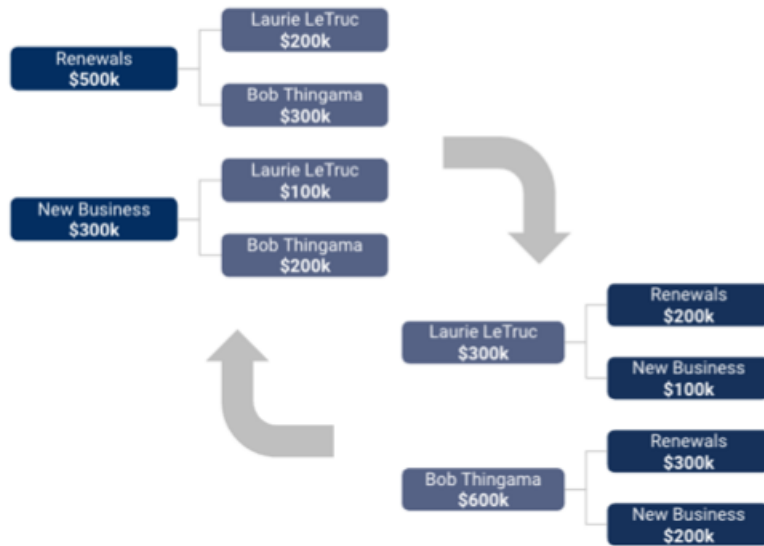 Renewals
$500k
Laurie LeTruc
$200k
Bob Thingama
$300k
New Business
$300k
Laurie LeTruc
$100k
Bob Thingama
$200k
Laurie LeTruc
$300k
Renewals
$200k
New Business
$100k
Bob Thingama
$600k
Renewals
$300k
New Business
$200k